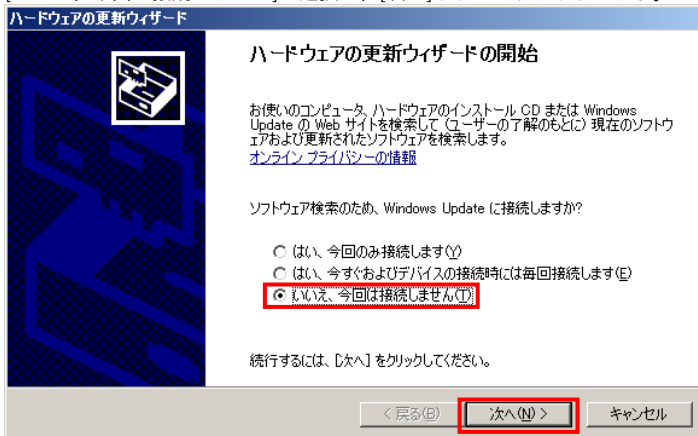 ハードウェアの更新ウィザード
ハードウェアの更新ウィザードの開始
お使いのコンピュータ、ハードウェアのインストール CD または Windows
Update の Web サイトを検索して (ユーザーの了解のもとに) 現在のソフトウ
ェアおよび更新されたソフトウェアを検索します。
オンライン プライバシーの情報
ソフトウェア検索のため、Windows Update に接続しますか?
はい、今回のみ接続します(Y)
はい、今すぐおよびデバイスの接続時には毎回接続します(E)
いいえ、今回は接続しません(T)
続行するには、[次へ] をクリックしてください。
< 戻る(B) 次へ(N) > キャンセル